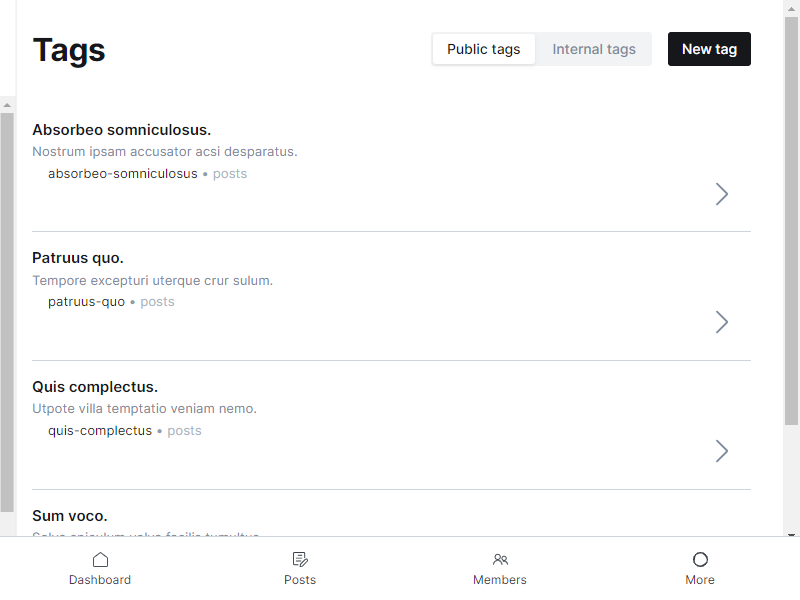 Tags
Public tags
Internal tags
New tag
Absorbeo somniculosus.
Nostrum ipsam accusator acsi desparatus.
absorbeo-somniculosus • posts
Patruus quo.
Tempore excepturi uterque crur sulum.
patruus-quo • posts
Quis complectus.
Utpote villa temptatio veniam nemo.
quis-complectus • posts
Sum voco.
Dashboard
Posts
Members
More